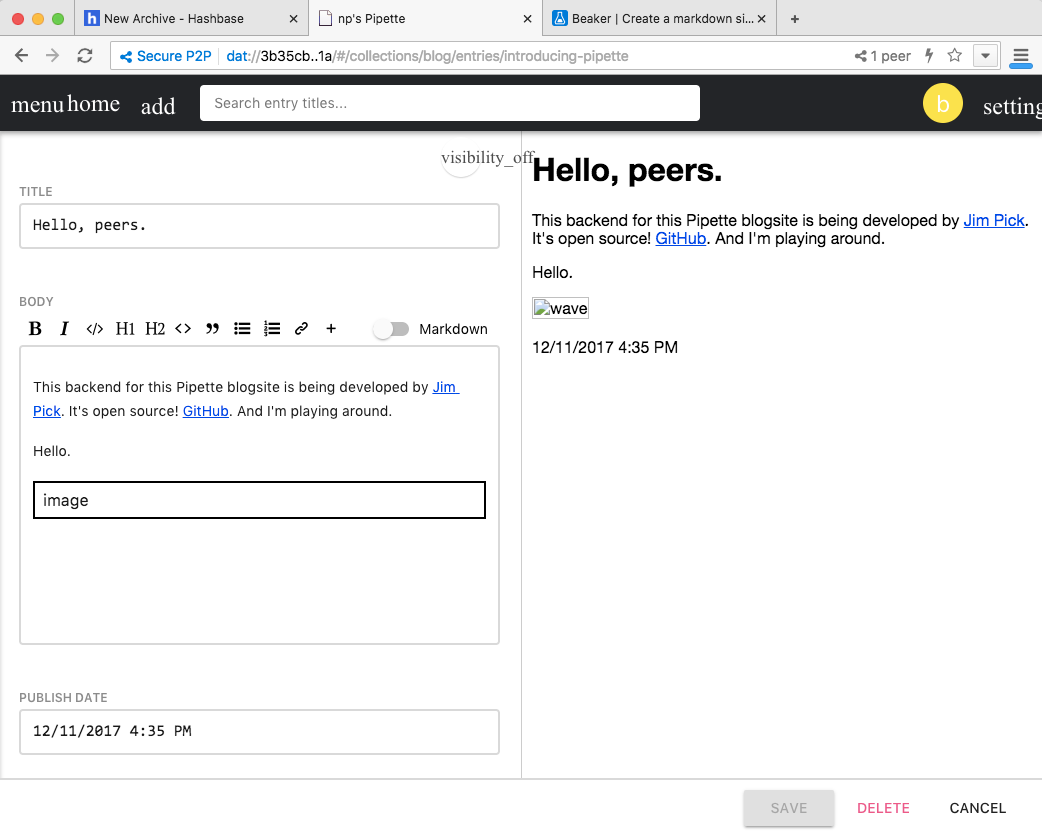 New Archive - Hashbase
np's Pipette
Beaker | Create a markdown si...
Secure P2P
dat://3b35cb..1a/#/collections/blog/entries/introducing-pipette
1 peer
menu home add
Search entry titles...
b
setting
visibility_off
TITLE
Hello, peers.
BODY
B I </> H1 H2 <> ” + Markdown
This backend for this Pipette blogsite is being developed by Jim
Pick. It's open source! GitHub. And I'm playing around.
Hello.
image
PUBLISH DATE
12/11/2017 4:35 PM
Hello, peers.
This backend for this Pipette blogsite is being developed by Jim Pick.
It's open source! GitHub. And I'm playing around.
Hello.
wave
12/11/2017 4:35 PM
SAVE DELETE CANCEL